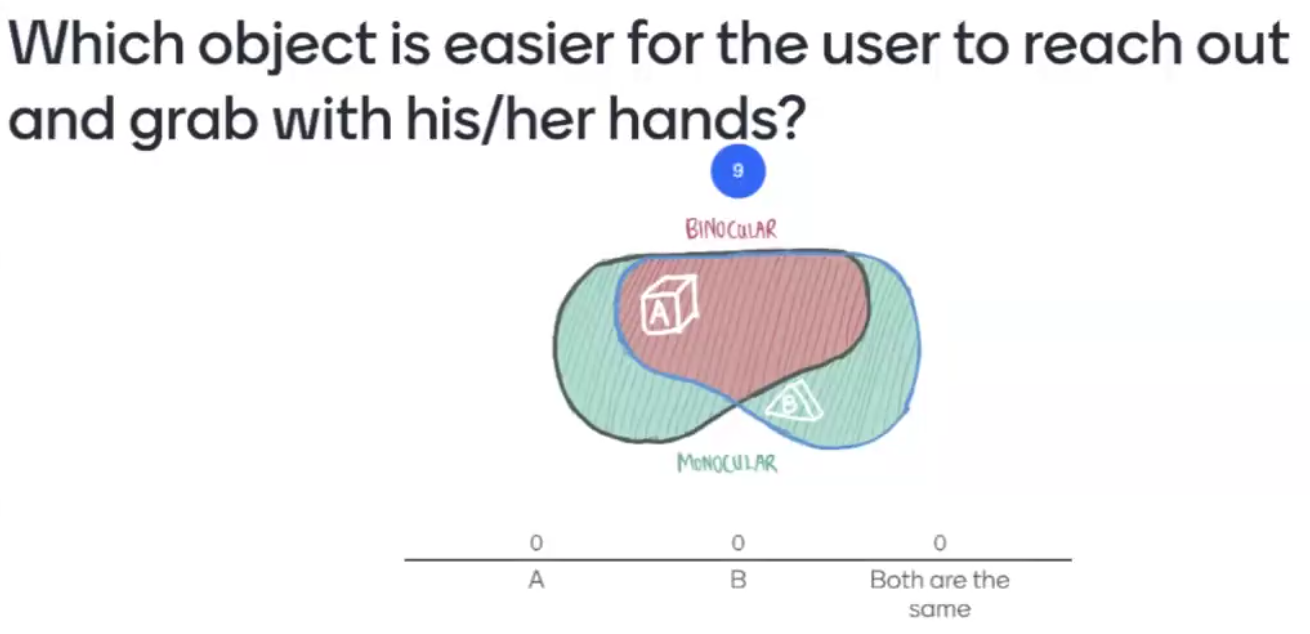 Which object is easier for the user to reach out
and grab with his/her hands?
9
BINOCULAR
A
B
MONOCULAR
0 0 0
A B Both are the
same